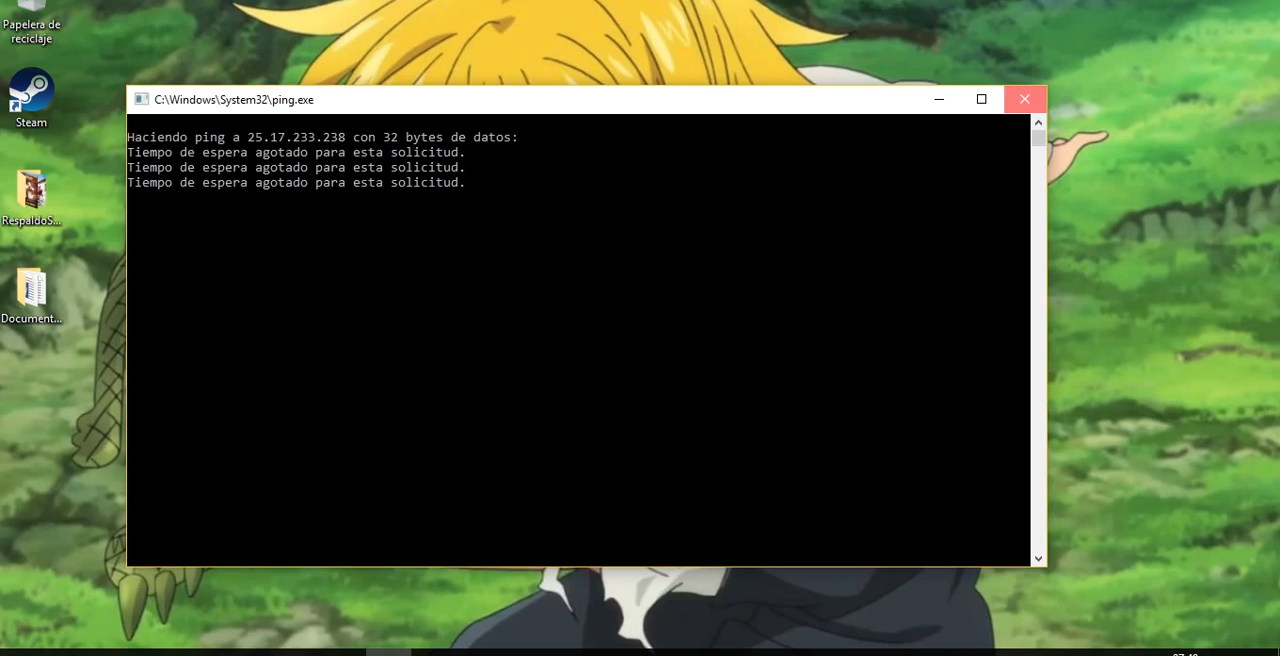 Papelera de
reciclaje
Steam
RespaldoS...
Document...
C:\Windows\System32\ping.exe
Haciendo ping a 25.17.233.238 con 32 bytes de datos:
Tiempo de espera agotado para esta solicitud.
Tiempo de espera agotado para esta solicitud.
Tiempo de espera agotado para esta solicitud.